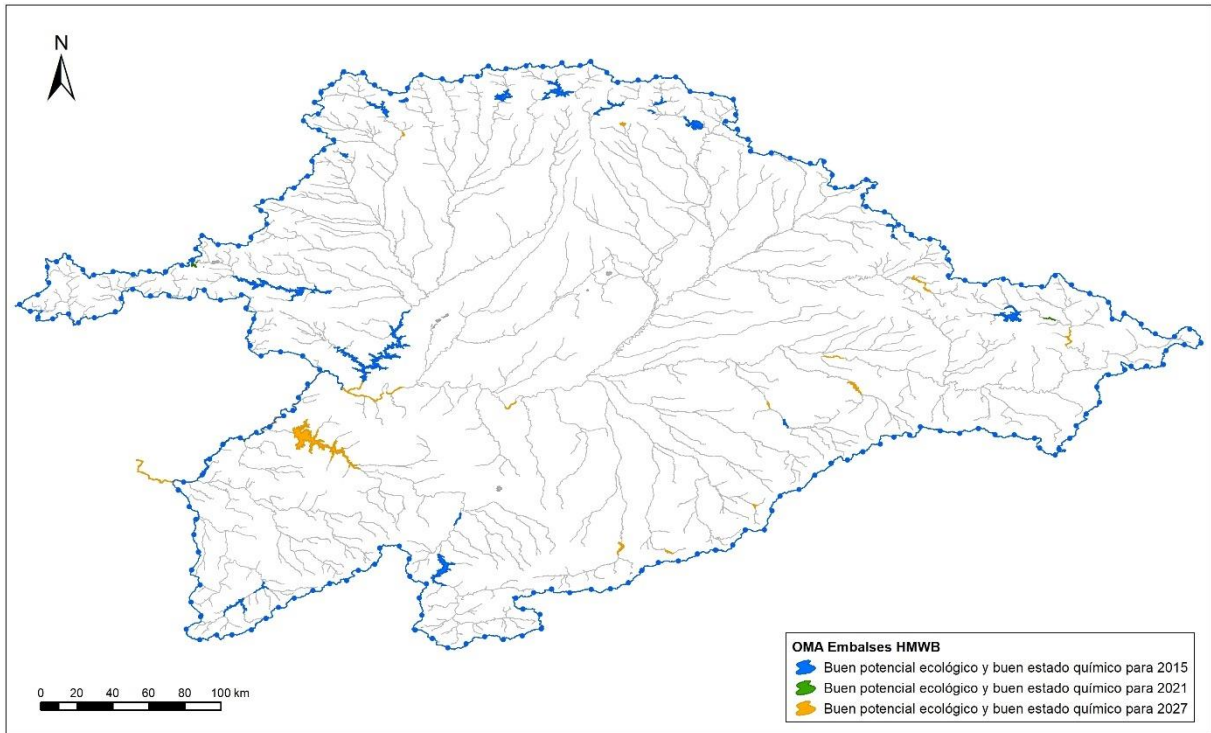 N
OMA Embalses HMWB
Buen potencial ecológico y buen estado químico para 2015
Buen potencial ecológico y buen estado químico para 2021
Buen potencial ecológico y buen estado químico para 2027
0 20 40 60 80 100 km